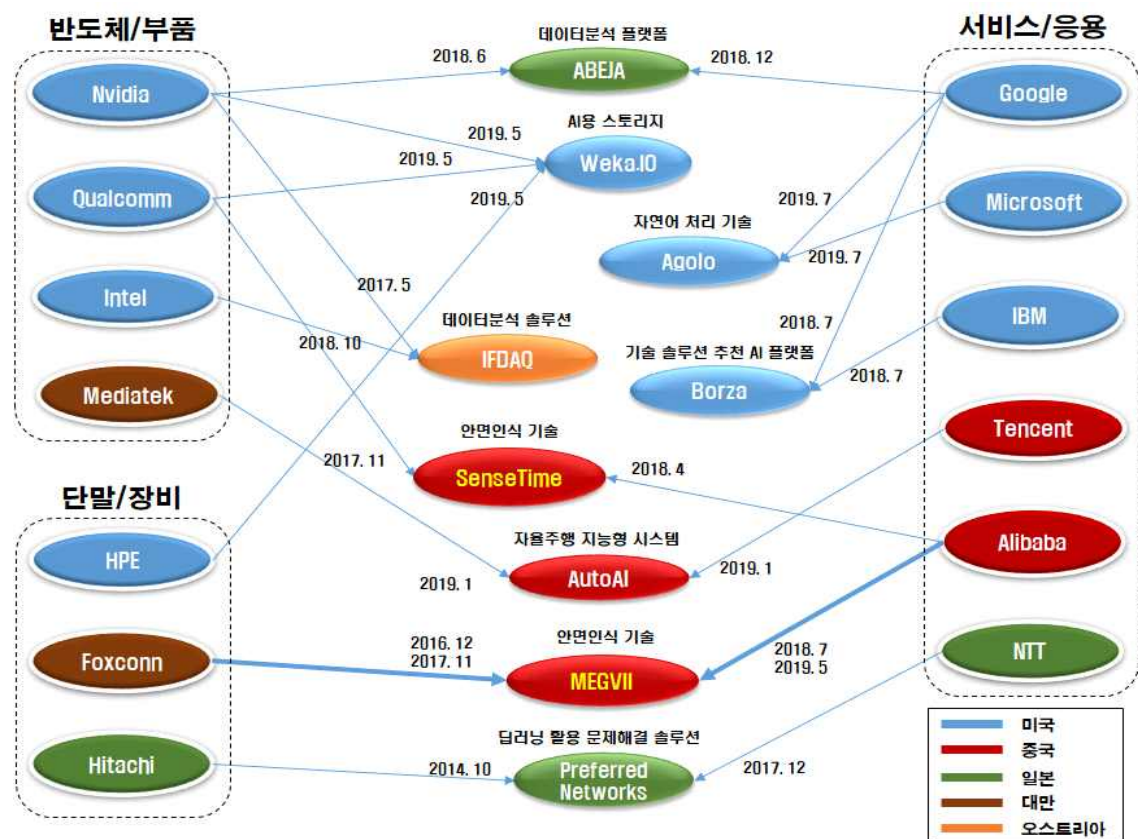 반도체/부품
서비스/응용
데이터분석 플랫폼
2018. 6
ABEJA
2018. 12
Nvidia
Google
AI용 스토리지
2019. 5
Weka.IO
2019. 5
Qualcomm
2019. 5
2019. 7
Microsoft
자연어 처리 기술
Agolo
2019. 7
2017. 5
Intel
IBM
데이터분석 솔루션
2018. 10
IFDAQ
2018. 7
기술 솔루션 추천 AI 플랫폼
Borza
2018. 7
Mediatek
Tencent
안면인식 기술
2017. 11
SenseTime
2018. 4
단말/장비
HPE
Alibaba
자율주행 지능형 시스템
2019. 1
AutoAI
2019. 1
Foxconn
2016. 12
2017. 11
안면인식 기술
MEGVII
2018. 7
2019. 5
NTT
딥러닝 활용 문제해결 솔루션
Hitachi
2014. 10
Preferred
Networks
2017. 12
미국
중국
일본
대만
오스트리아